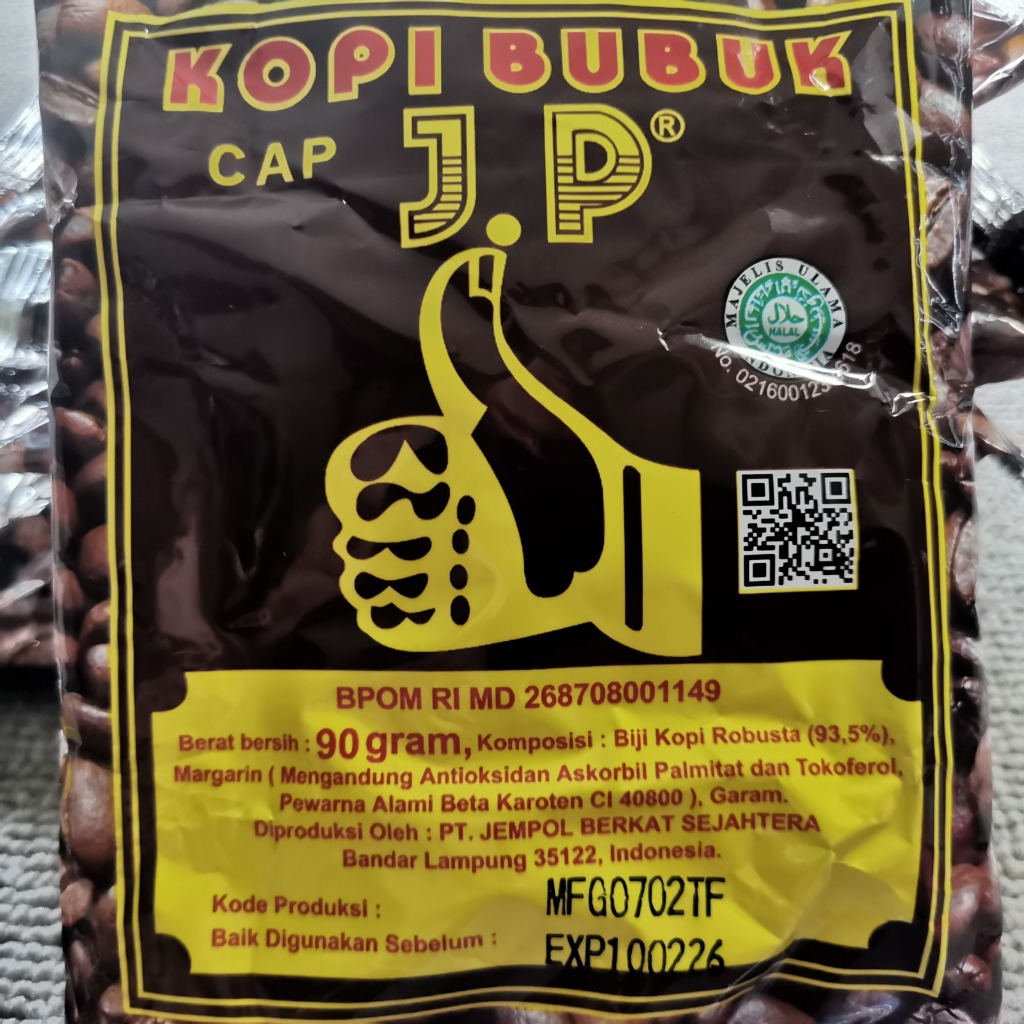 KOPI BUBUK
CAP J.P®
MAJELIS ULAMA
حلال
HALAL
BPOM RI MD 268708001149
Berat bersih : 90 gram, Komposisi : Biji Kopi Robusta (93,5%),
Margarin ( Mengandung Antioksidan Askorbil Palmitat dan Tokoferol,
Pewarna Alami Beta Karoten CI 40800 ), Garam.
Diproduksi Oleh : PT. JEMPOL BERKAT SEJAHTERA
Bandar Lampung 35122, Indonesia.
Kode Produksi : MFG0702TF
Baik Digunakan Sebelum : EXP100226